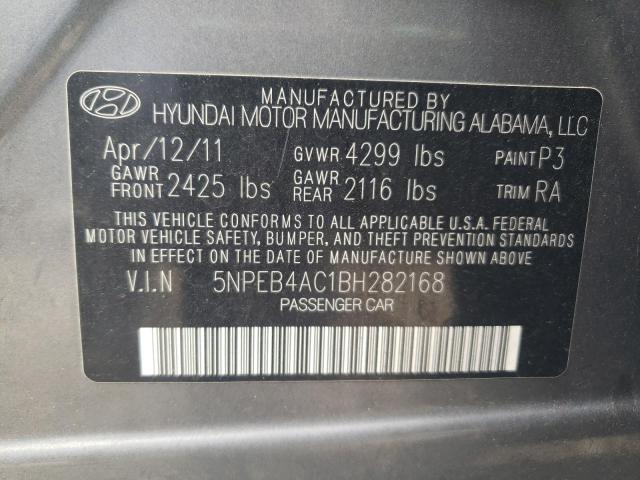 MANUFACTURED BY
HYUNDAI MOTOR MANUFACTURING ALABAMA, LLC
Apr/12/11 GVWR 4299 lbs PAINT P3
GAWR FRONT 2425 lbs GAWR REAR 2116 lbs TRIM RA
THIS VEHICLE CONFORMS TO ALL APPLICABLE U.S.A. FEDERAL
MOTOR VEHICLE SAFETY, BUMPER, AND THEFT PREVENTION STANDARDS
IN EFFECT ON THE DATE OF MANUFACTURE SHOWN ABOVE
V.I.N 5NPEB4AC1BH282168
PASSENGER CAR